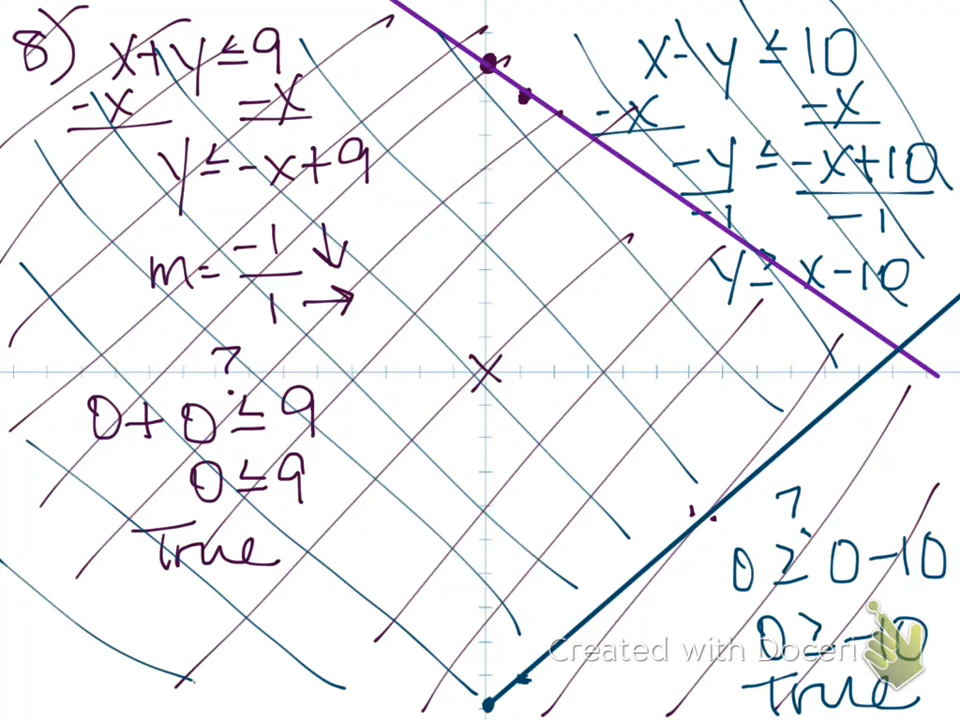 8) x+y≤9
-x -x
y≤-x+9
m= -1/1
?
0+0≤9
0≤9
True
x-y≤10
-x -x
-y≤-x+10
-1 -1
y≥x-10
?
0≥0-10
0≥-10
True
Created with Doceri